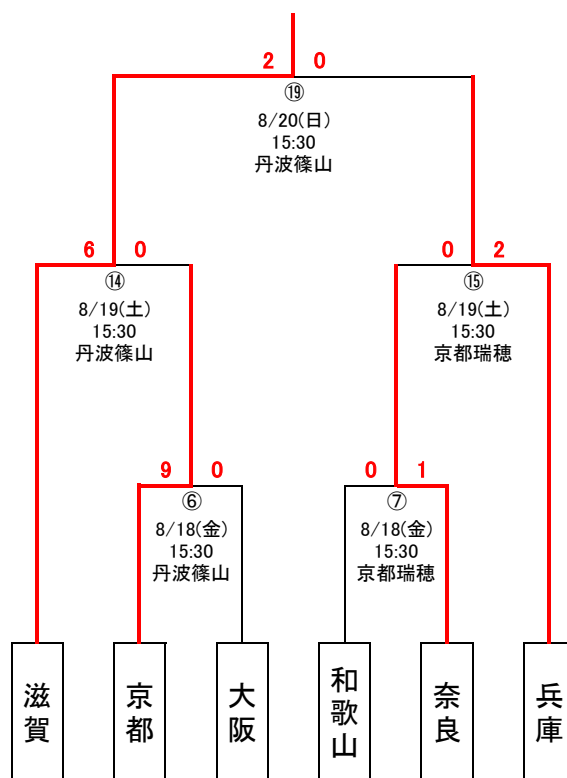 2 0
⑲
8/20(日)
15:30
丹波篠山
6 0
⑭
8/19(土)
15:30
丹波篠山
0 2
⑮
8/19(土)
15:30
京都瑞穂
9 0
⑥
8/18(金)
15:30
丹波篠山
0 1
⑦
8/18(金)
15:30
京都瑞穂
滋賀
京都
大阪
和歌山
奈良
兵庫